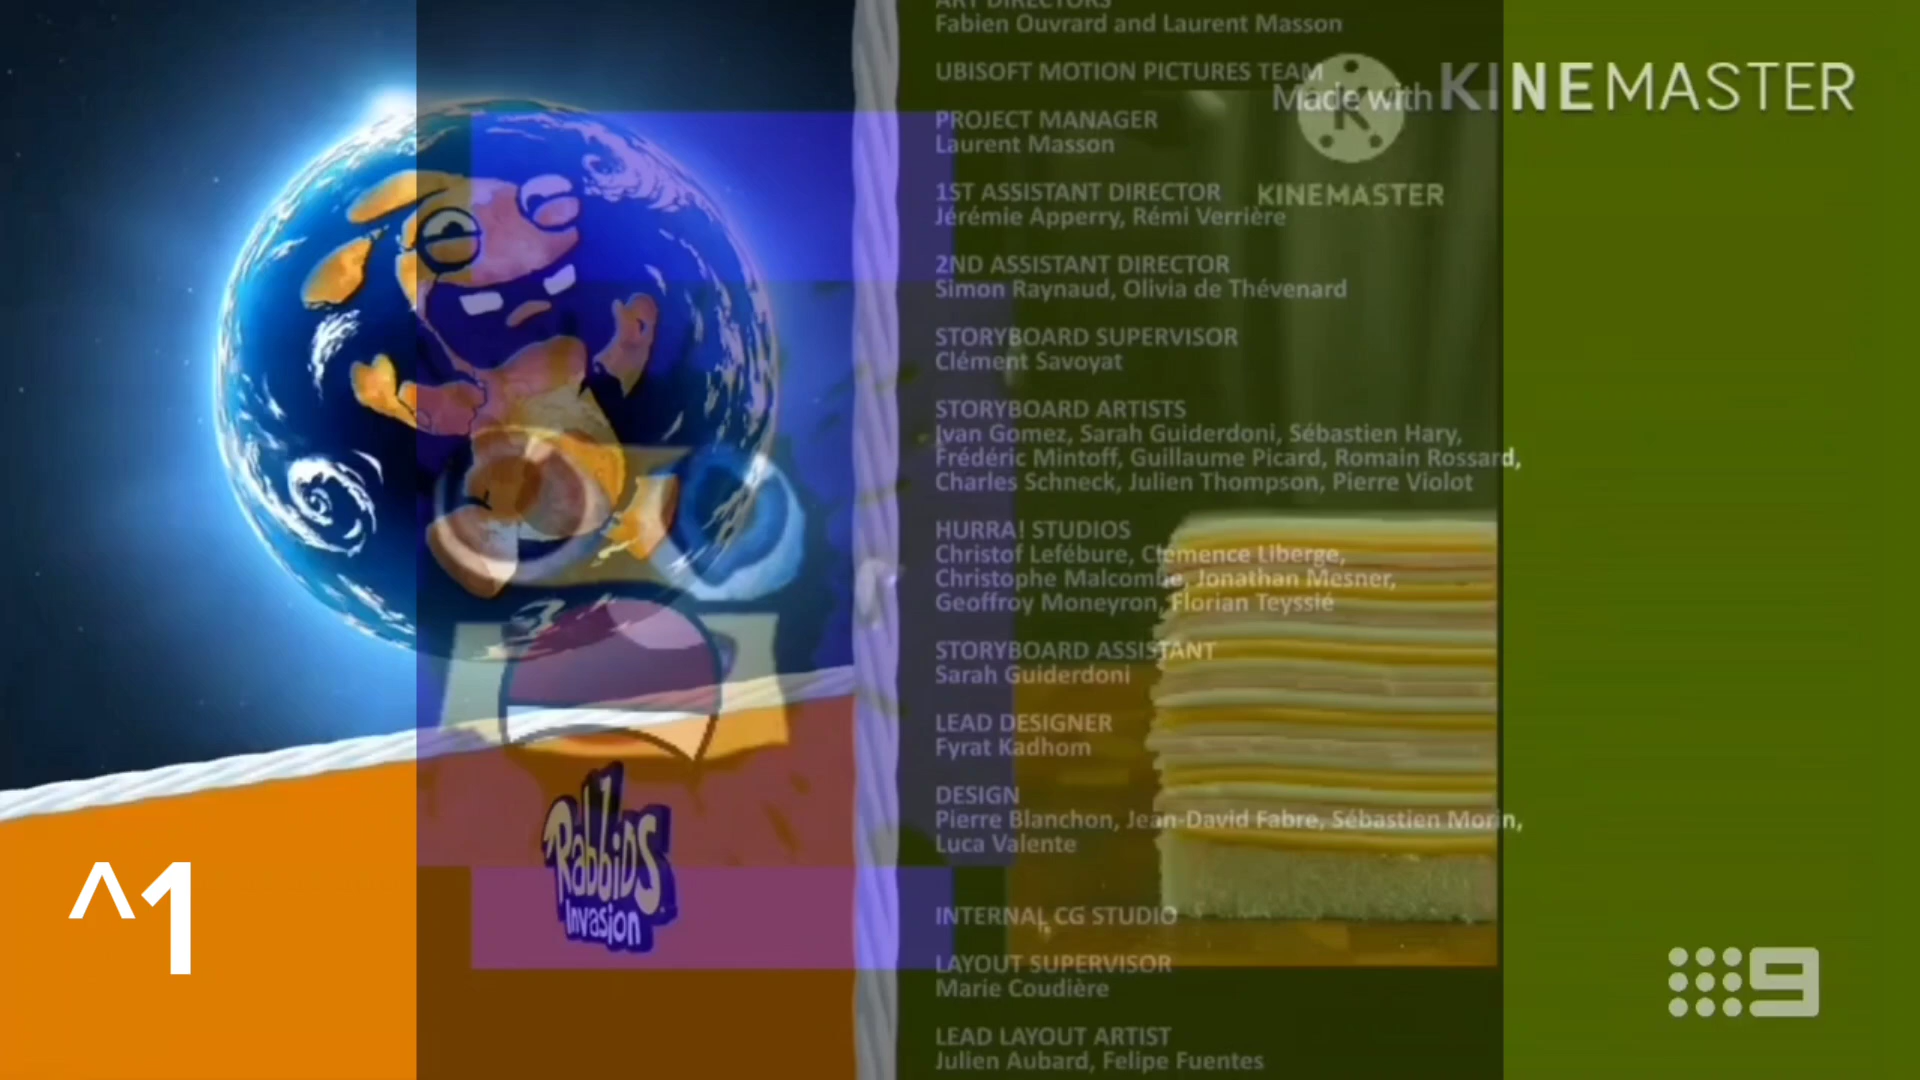 ART DIRECTORS
Fabien Ouvrard and Laurent Masson
UBISOFT MOTION PICTURES TEAM
Made with KINEMASTER
PROJECT MANAGER
Laurent Masson
1ST ASSISTANT DIRECTOR
KINEMASTER
Jérémie Apperry, Rémi Verrière
2ND ASSISTANT DIRECTOR
Simon Raynaud, Olivia de Thévenard
STORYBOARD SUPERVISOR
Clément Savoyat
STORYBOARD ARTISTS
Ivan Gomez, Sarah Guiderdoni, Sébastien Hary,
Frédéric Mintoff, Guillaume Picard, Romain Rossard,
Charles Schneck, Julien Thompson, Pierre Violot
HURRA! STUDIOS
Christof Lefébure, Clémence Liberge,
Christophe Malcombe, Jonathan Mesner,
Geoffroy Moneyron, Florian Teyssié
STORYBOARD ASSISTANT
Sarah Guiderdoni
LEAD DESIGNER
Fyrat Kadhom
DESIGN
Pierre Blanchon, Jean-David Fabre, Sébastien Morin,
Luca Valente
Rabbids
Invasion
^1
INTERNAL CG STUDIO
LAYOUT SUPERVISOR
Marie Coudière
9
LEAD LAYOUT ARTIST
Julien Aubard, Felipe Fuentes